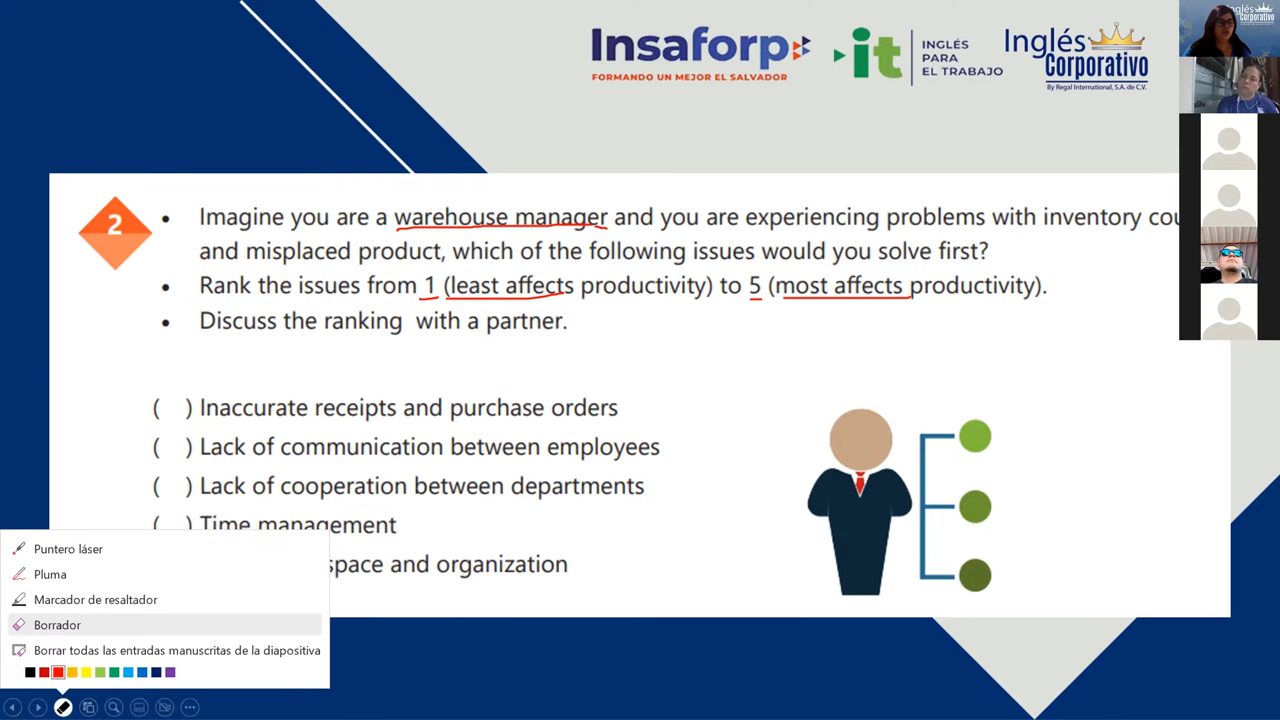 Insaforp
FORMANDO UN MEJOR EL SALVADOR
it
INGLÉS
PARA
EL TRABAJO
Inglés
Corporativo
By Regal International, S.A. de C.V.
Inglés
Corporativo
2
• Imagine you are a warehouse manager and you are experiencing problems with inventory cou
and misplaced product, which of the following issues would you solve first?
• Rank the issues from 1 (least affects productivity) to 5 (most affects productivity).
• Discuss the ranking with a partner.
( ) Inaccurate receipts and purchase orders
( ) Lack of communication between employees
( ) Lack of cooperation between departments
( ) Time management
space and organization
Puntero láser
Pluma
Marcador de resaltador
Borrador
Borrar todas las entradas manuscritas de la diapositiva